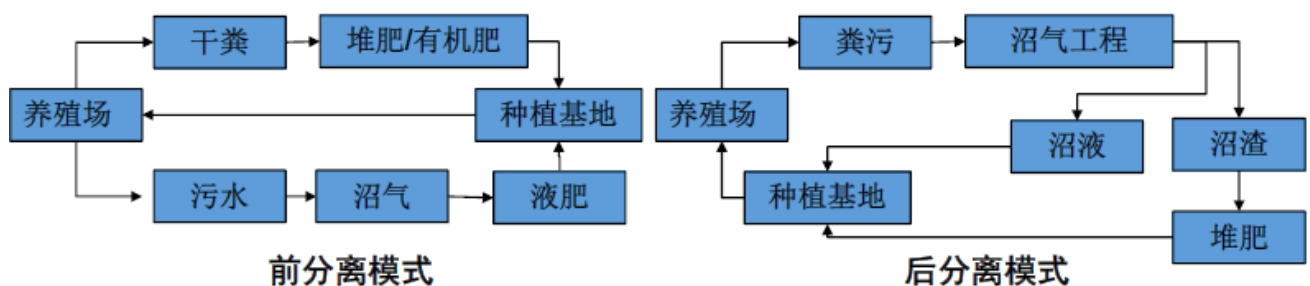 干粪
堆肥/有机肥
养殖场
种植基地
污水
沼气
液肥
前分离模式
粪污
沼气工程
养殖场
沼液
沼渣
种植基地
堆肥
后分离模式